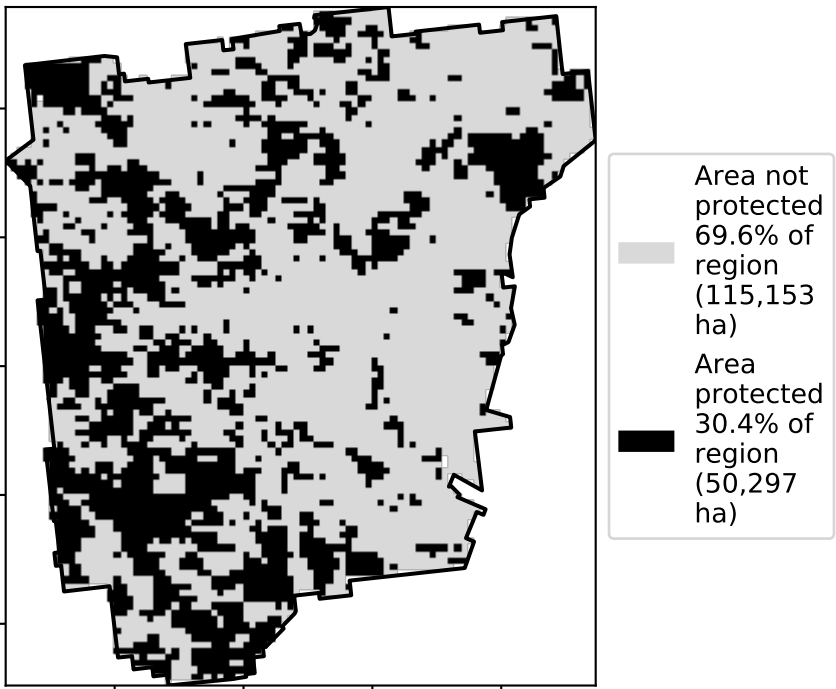 Area not
protected
69.6% of
region
(115,153
ha)
Area
protected
30.4% of
region
(50,297
ha)